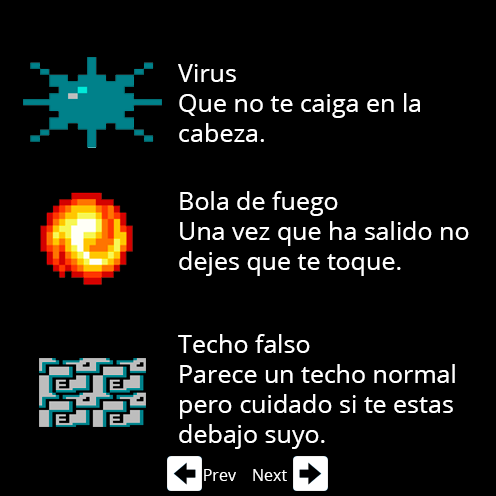 Virus
Que no te caiga en la
cabeza.
Bola de fuego
Una vez que ha salido no
dejes que te toque.
Techo falso
Parece un techo normal
pero cuidado si te estas
debajo suyo.
Prev Next